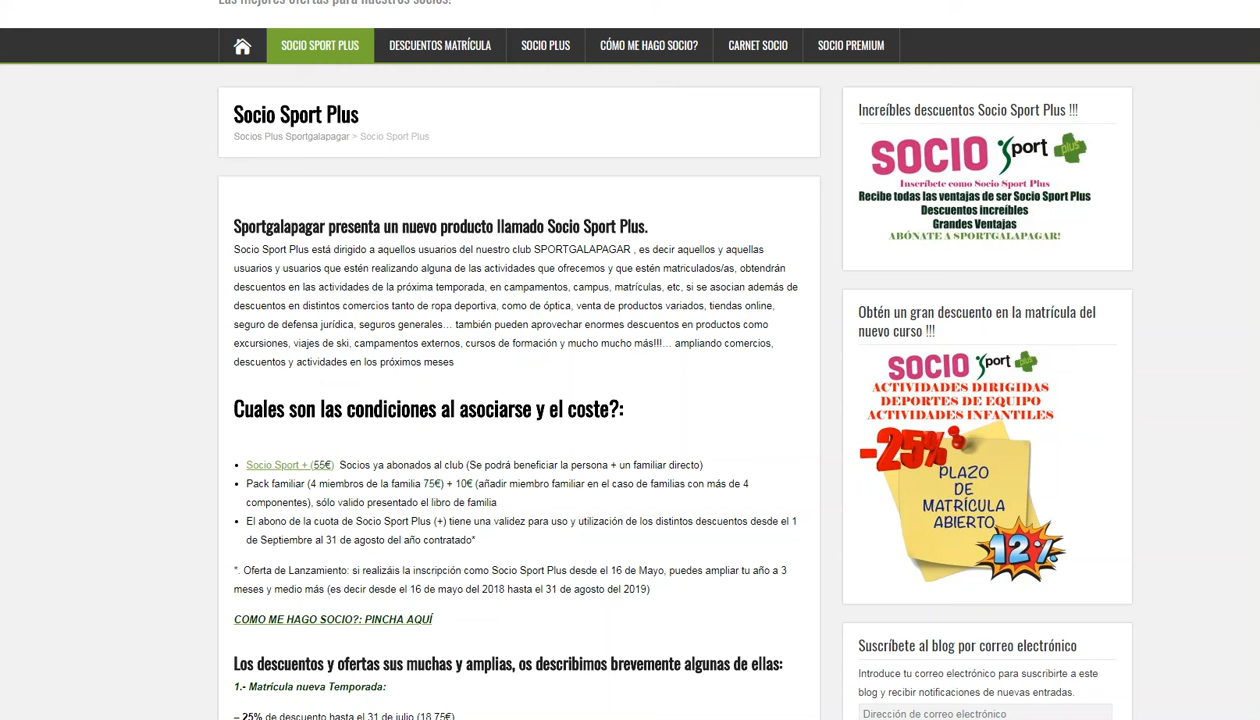 Las mejores ofertas para nuestros socios!
SOCIO SPORT PLUS
DESCUENTOS MATRÍCULA
SOCIO PLUS
CÓMO ME HAGO SOCIO?
CARNET SOCIO
SOCIO PREMIUM
Socio Sport Plus
Socios Plus Sportgalapagar > Socio Sport Plus
Sportgalapagar presenta un nuevo producto llamado Socio Sport Plus.
Socio Sport Plus está dirigido a aquellos usuarios del nuestro club SPORTGALAPAGAR , es decir aquellos y aquellas
usuarios y usuarios que estén realizando alguna de las actividades que ofrecemos y que estén matriculados/as, obtendrán
descuentos en las actividades de la próxima temporada, en campamentos, campus, matrículas, etc, si se asocian además de
descuentos en distintos comercios tanto de ropa deportiva, como de óptica, venta de productos variados, tiendas online,
seguro de defensa jurídica, seguros generales… también pueden aprovechar enormes descuentos en productos como
excursiones, viajes de ski, campamentos externos, cursos de formación y mucho mucho más!!!… ampliando comercios,
descuentos y actividades en los próximos meses
Cuales son las condiciones al asociarse y el coste?:
• Socio Sport + (55€) Socios ya abonados al club (Se podrá beneficiar la persona + un familiar directo)
• Pack familiar (4 miembros de la familia 75€) + 10€ (añadir miembro familiar en el caso de familias con más de 4
componentes), sólo valido presentado el libro de familia
• El abono de la cuota de Socio Sport Plus (+) tiene una validez para uso y utilización de los distintos descuentos desde el 1
de Septiembre al 31 de agosto del año contratado*
*. Oferta de Lanzamiento: si realizáis la inscripción como Socio Sport Plus desde el 16 de Mayo, puedes ampliar tu año a 3
meses y medio más (es decir desde el 16 de mayo del 2018 hasta el 31 de agosto del 2019)
COMO ME HAGO SOCIO?: PINCHA AQUÍ
Los descuentos y ofertas sus muchas y amplias, os describimos brevemente algunas de ellas:
1.- Matrícula nueva Temporada:
– 25% de descuento hasta el 31 de julio (18,75€)
Increíbles descuentos Socio Sport Plus !!!
SOCIO Sport plus
Inscríbete como Socio Sport Plus
Recibe todas las ventajas de ser Socio Sport Plus
Descuentos increíbles
Grandes Ventajas
ABÓNATE A SPORTGALAPAGAR!
Obtén un gran descuento en la matrícula del
nuevo curso !!!
SOCIO Sport plus
ACTIVIDADES DIRIGIDAS
DEPORTES DE EQUIPO
ACTIVIDADES INFANTILES
-25%
PLAZO
DE
MATRÍCULA
ABIERTO
12%
Suscríbete al blog por correo electrónico
Introduce tu correo electrónico para suscribirte a este
blog y recibir notificaciones de nuevas entradas.
Dirección de correo electrónico